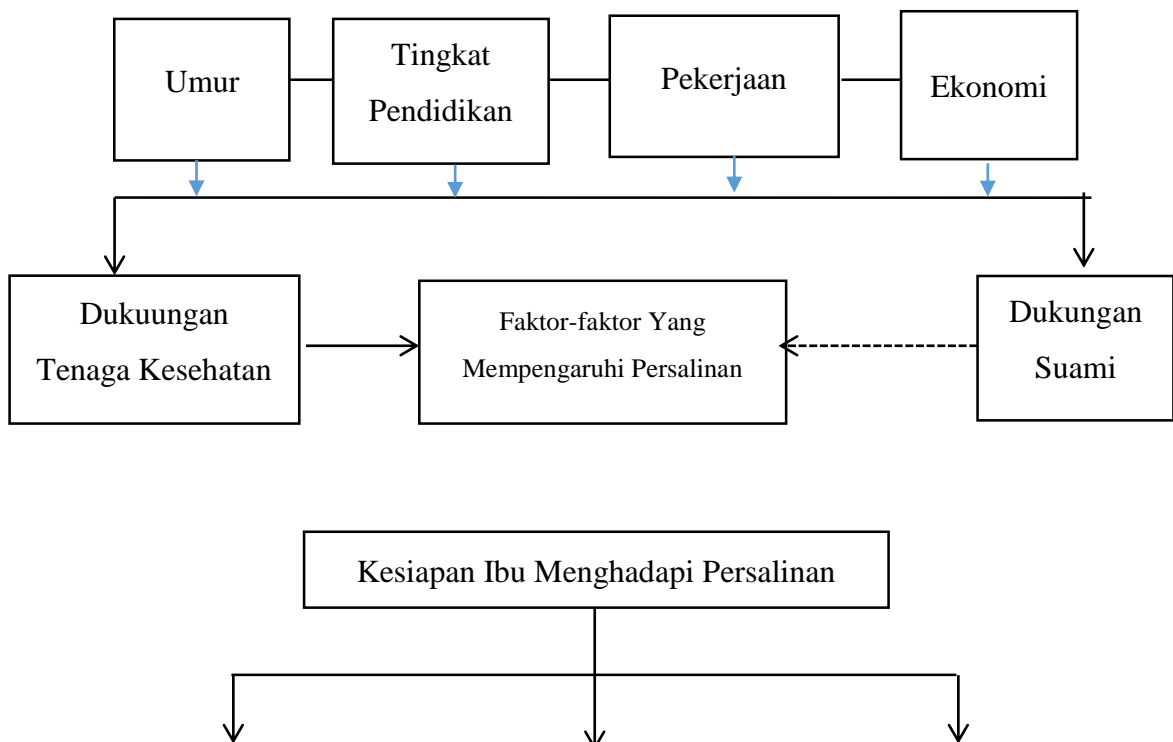 Umur
Tingkat
Pendidikan
Pekerjaan
Ekonomi
Dukuungan
Tenaga Kesehatan
Faktor-faktor Yang
Mempengaruhi Persalinan
Dukungan
Suami
Kesiapan Ibu Menghadapi Persalinan